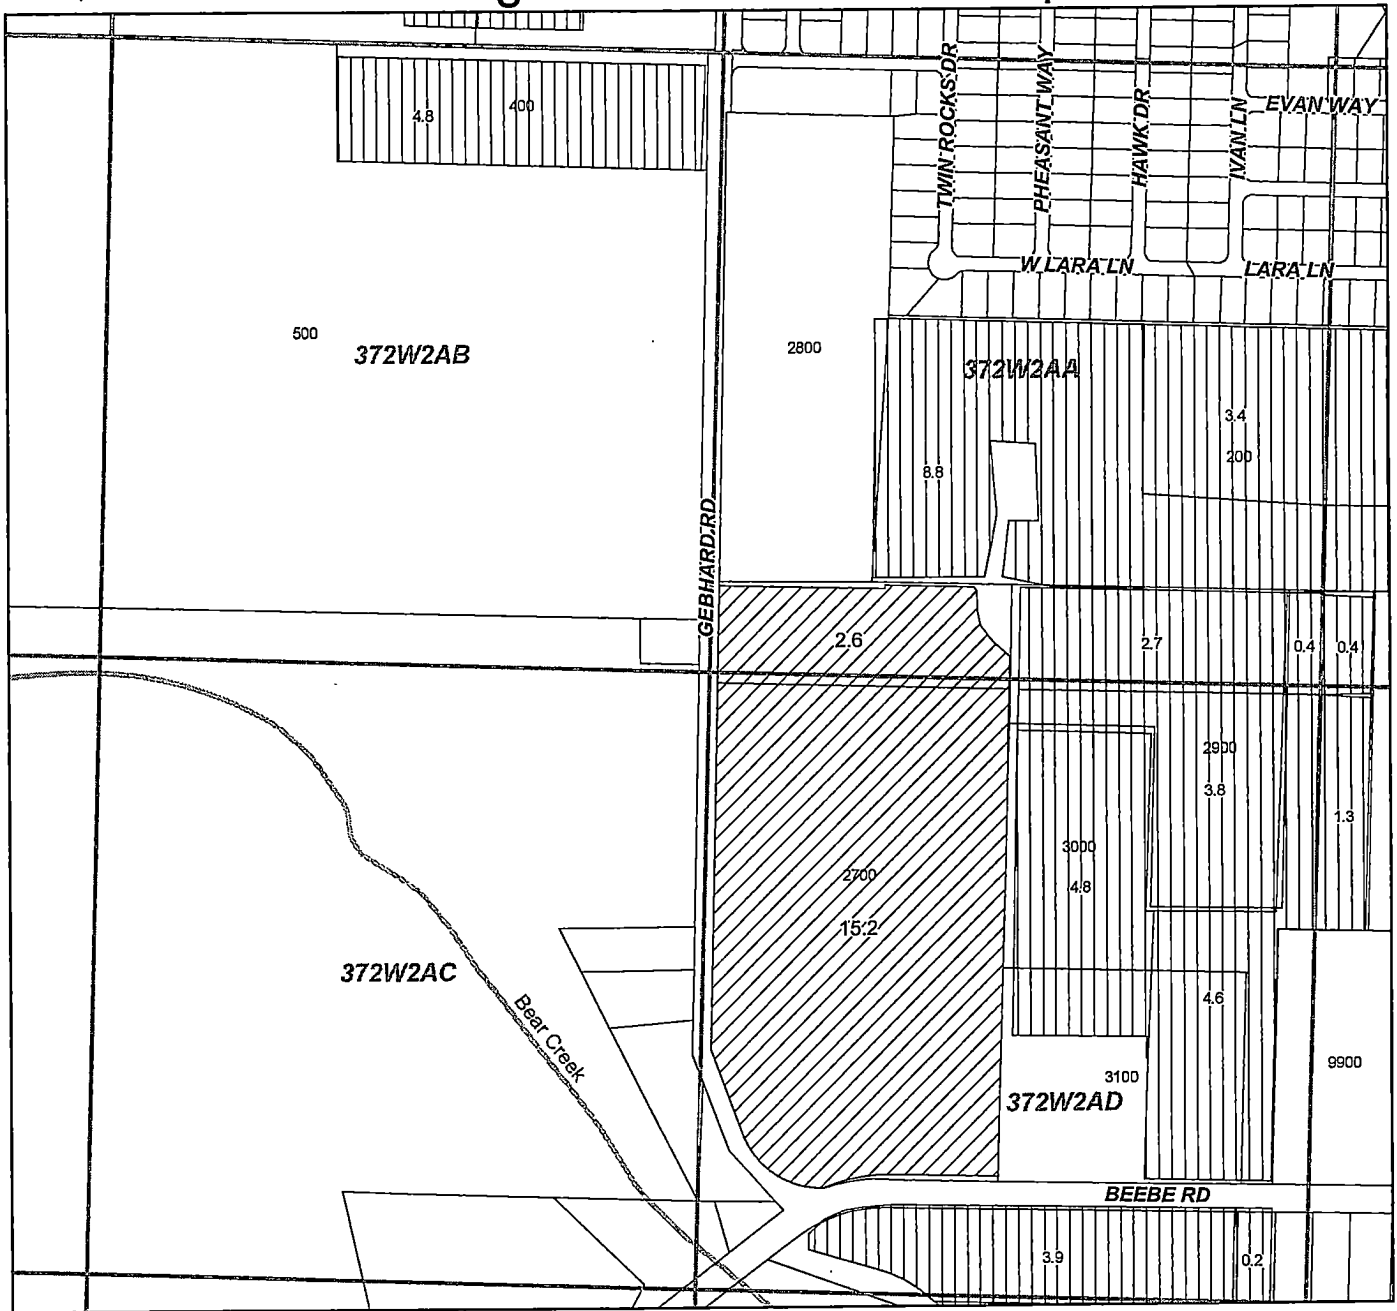 TWIN ROCKS DR
PHEASANT WAY
HAWK DR
IVAN LN
EVAN WAY
4.8
400
W LARA LN
LARA LN
500
372W2AB
2800
372W2AA
3.4
200
8.8
GEBHARD RD
2.6
2.7
0.4
0.4
2900
3.8
1.3
3000
4.8
2700
15.2
372W2AC
Bear Creek
4.6
3100
9900
372W2AD
BEEBE RD
3.9
0.2